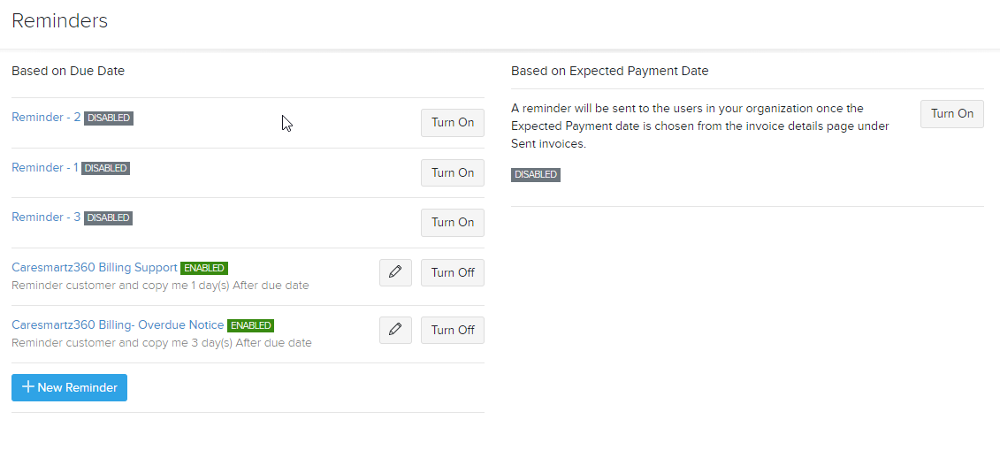 Reminders
Based on Due Date
Reminder - 2 DISABLED
Turn On
Reminder - 1 DISABLED
Turn On
Reminder - 3 DISABLED
Turn On
Caresmartz360 Billing Support ENABLED
Reminder customer and copy me 1 day(s) After due date
Turn Off
Caresmartz360 Billing- Overdue Notice ENABLED
Reminder customer and copy me 3 day(s) After due date
Turn Off
+ New Reminder
Based on Expected Payment Date
A reminder will be sent to the users in your organization once the
Expected Payment date is chosen from the invoice details page under
Sent invoices.
Turn On
DISABLED